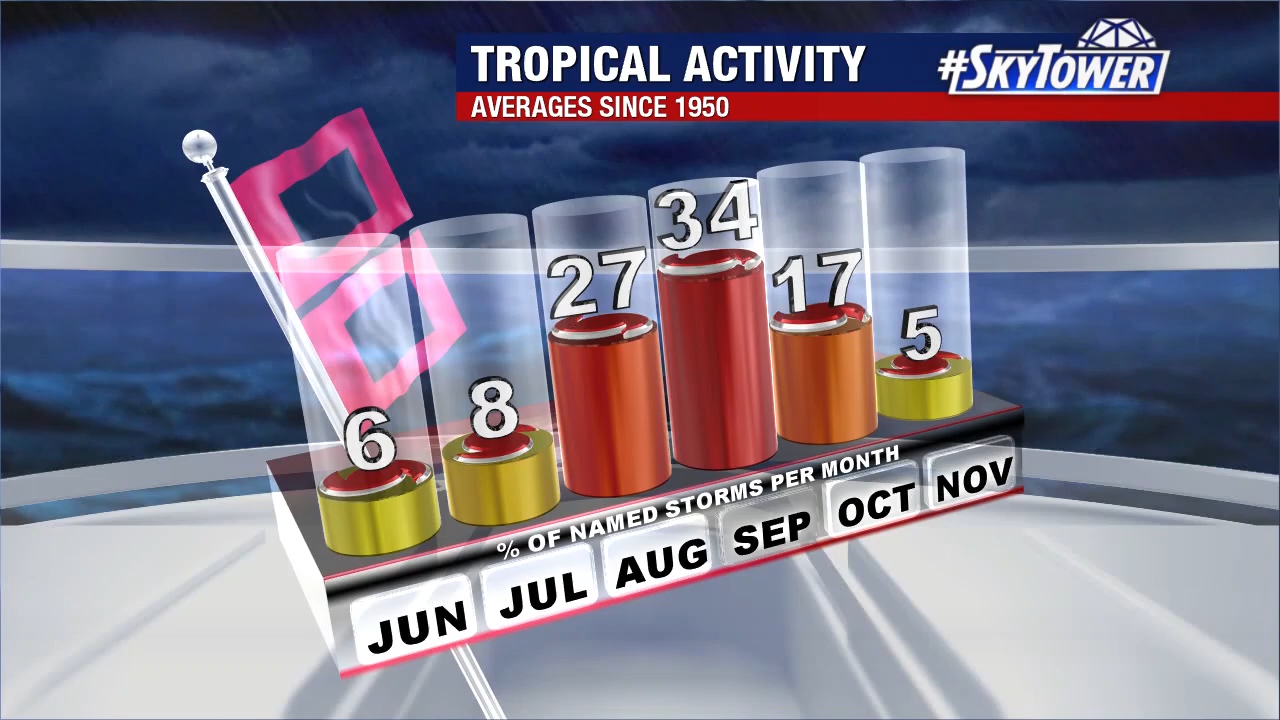 TROPICAL ACTIVITY
#SKYTOWER
AVERAGES SINCE 1950
6 8 27 34 17 5
% OF NAMED STORMS PER MONTH
JUN JUL AUG SEP OCT NOV